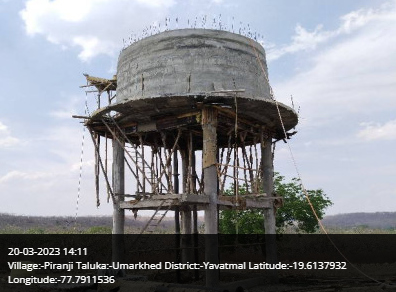 20-03-2023 14:11
Village:-Piranji Taluka:-Umarkhed District:-Yavatmal Latitude:-19.6137932
Longitude:-77.7911536